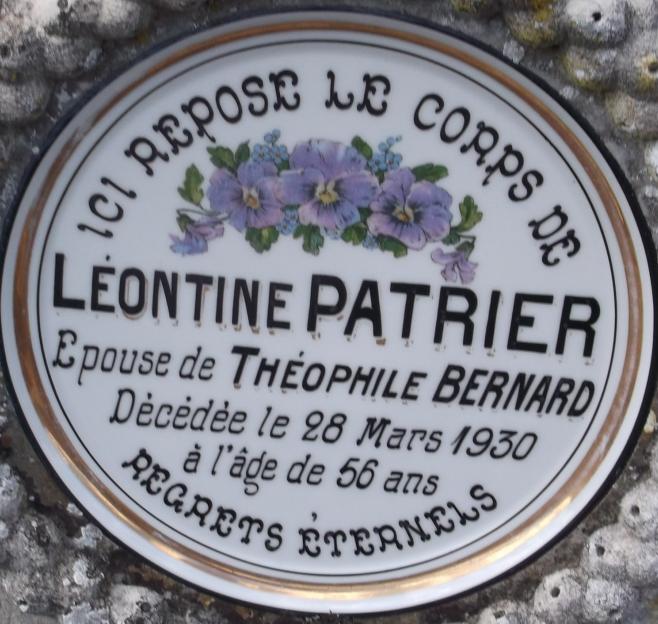 ICI REPOSE LE CORPS DE
LÉONTINE PATRIER
Epouse de THÉOPHILE BERNARD
Décédée le 28 Mars 1930
à l'âge de 56 ans
REGRETS ÉTERNELS